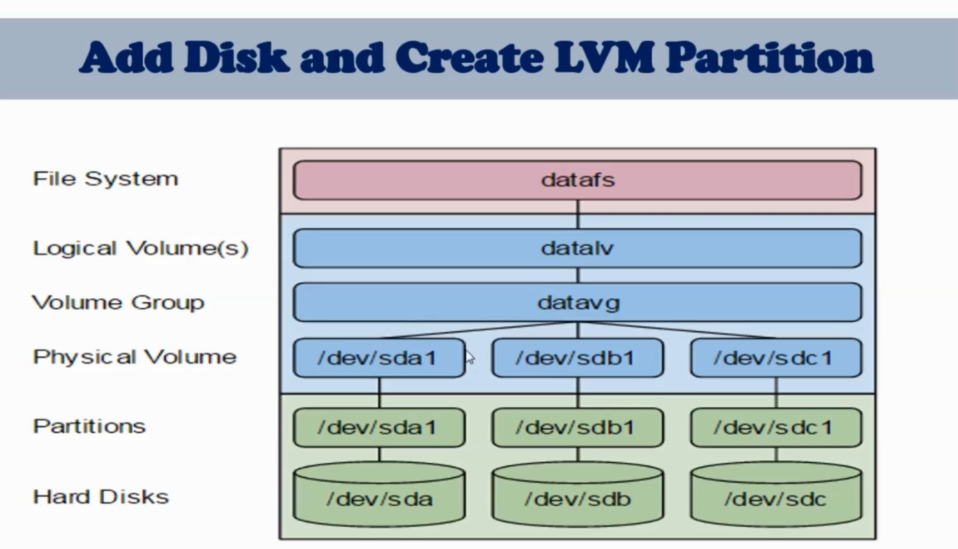 Add Disk and Create LVM Partition
File System
datafs
Logical Volume(s)
datalv
Volume Group
datavg
Physical Volume
/dev/sda1
/dev/sdb1
/dev/sdc1
Partitions
/dev/sda1
/dev/sdb1
/dev/sdc1
Hard Disks
/dev/sda
/dev/sdb
/dev/sdc